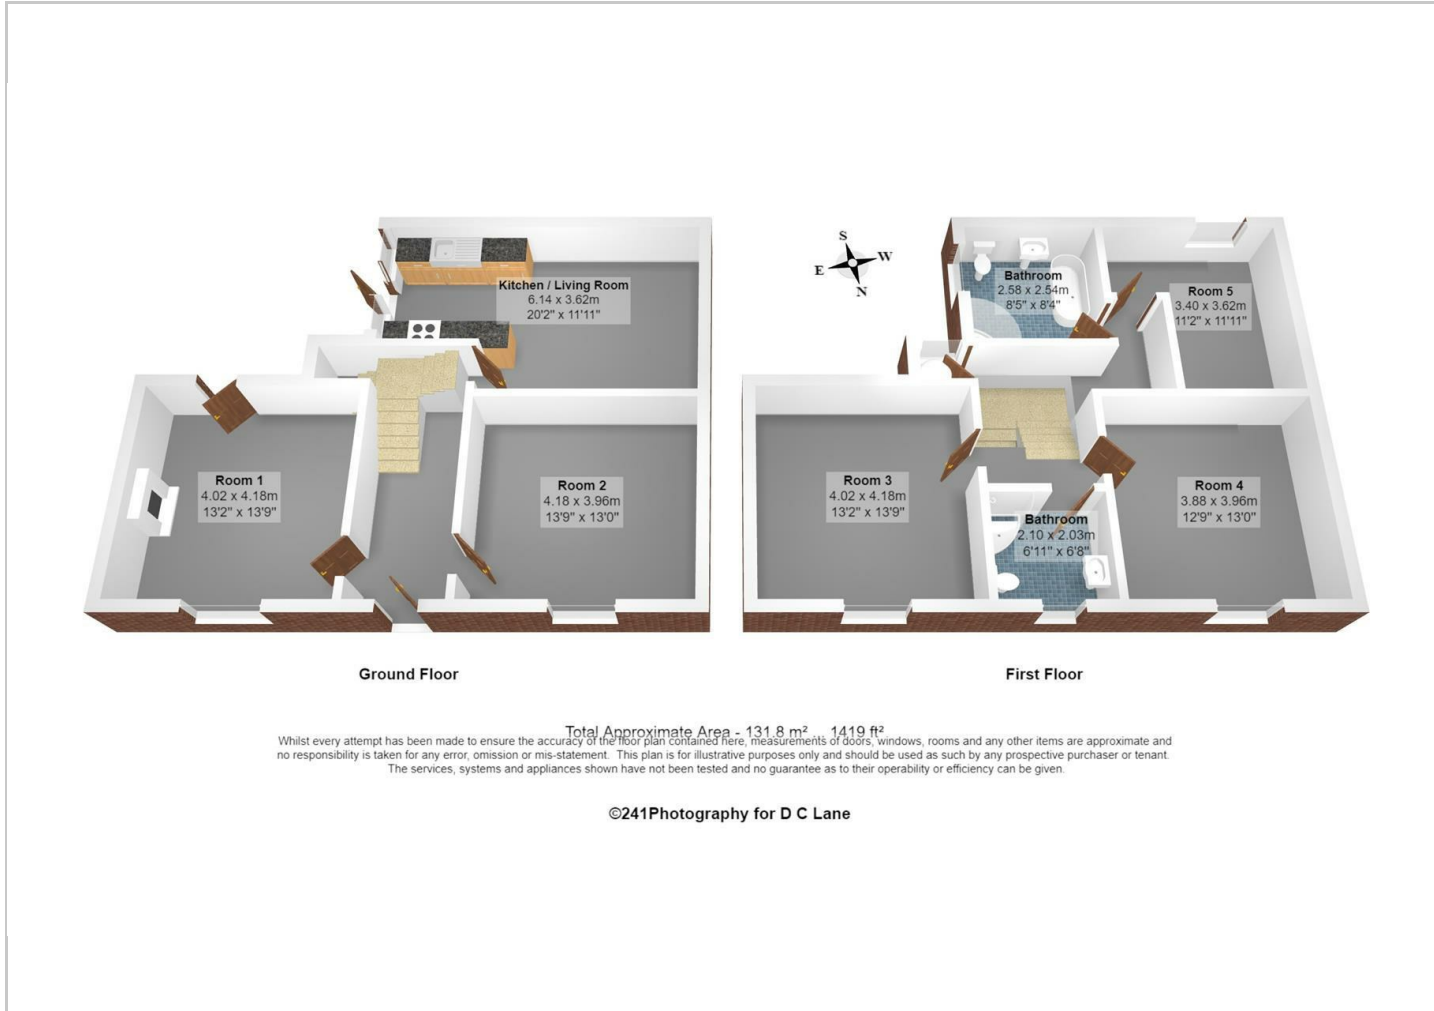 Kitchen / Living Room
6.14 x 3.62m
20'2" x 11'11"
Room 1
4.02 x 4.18m
13'2" x 13'9"
Room 2
4.18 x 3.96m
13'9" x 13'0"
Ground Floor
S
W
E
N
Bathroom
2.58 x 2.54m
8'5" x 8'4"
Room 5
3.40 x 3.62m
11'2" x 11'11"
Room 3
4.02 x 4.18m
13'2" x 13'9"
Room 4
3.88 x 3.96m
12'9" x 13'0"
Bathroom
2.10 x 2.03m
6'11" x 6'8"
First Floor
Total Approximate Area - 131.8 m² ... 1419 ft²
Whilst every attempt has been made to ensure the accuracy of the floor plan contained here, measurements of doors, windows, rooms and any other items are approximate and
no responsibility is taken for any error, omission or mis-statement. This plan is for illustrative purposes only and should be used as such by any prospective purchaser or tenant.
The services, systems and appliances shown have not been tested and no guarantee as to their operability or efficiency can be given.
©241Photography for D C Lane